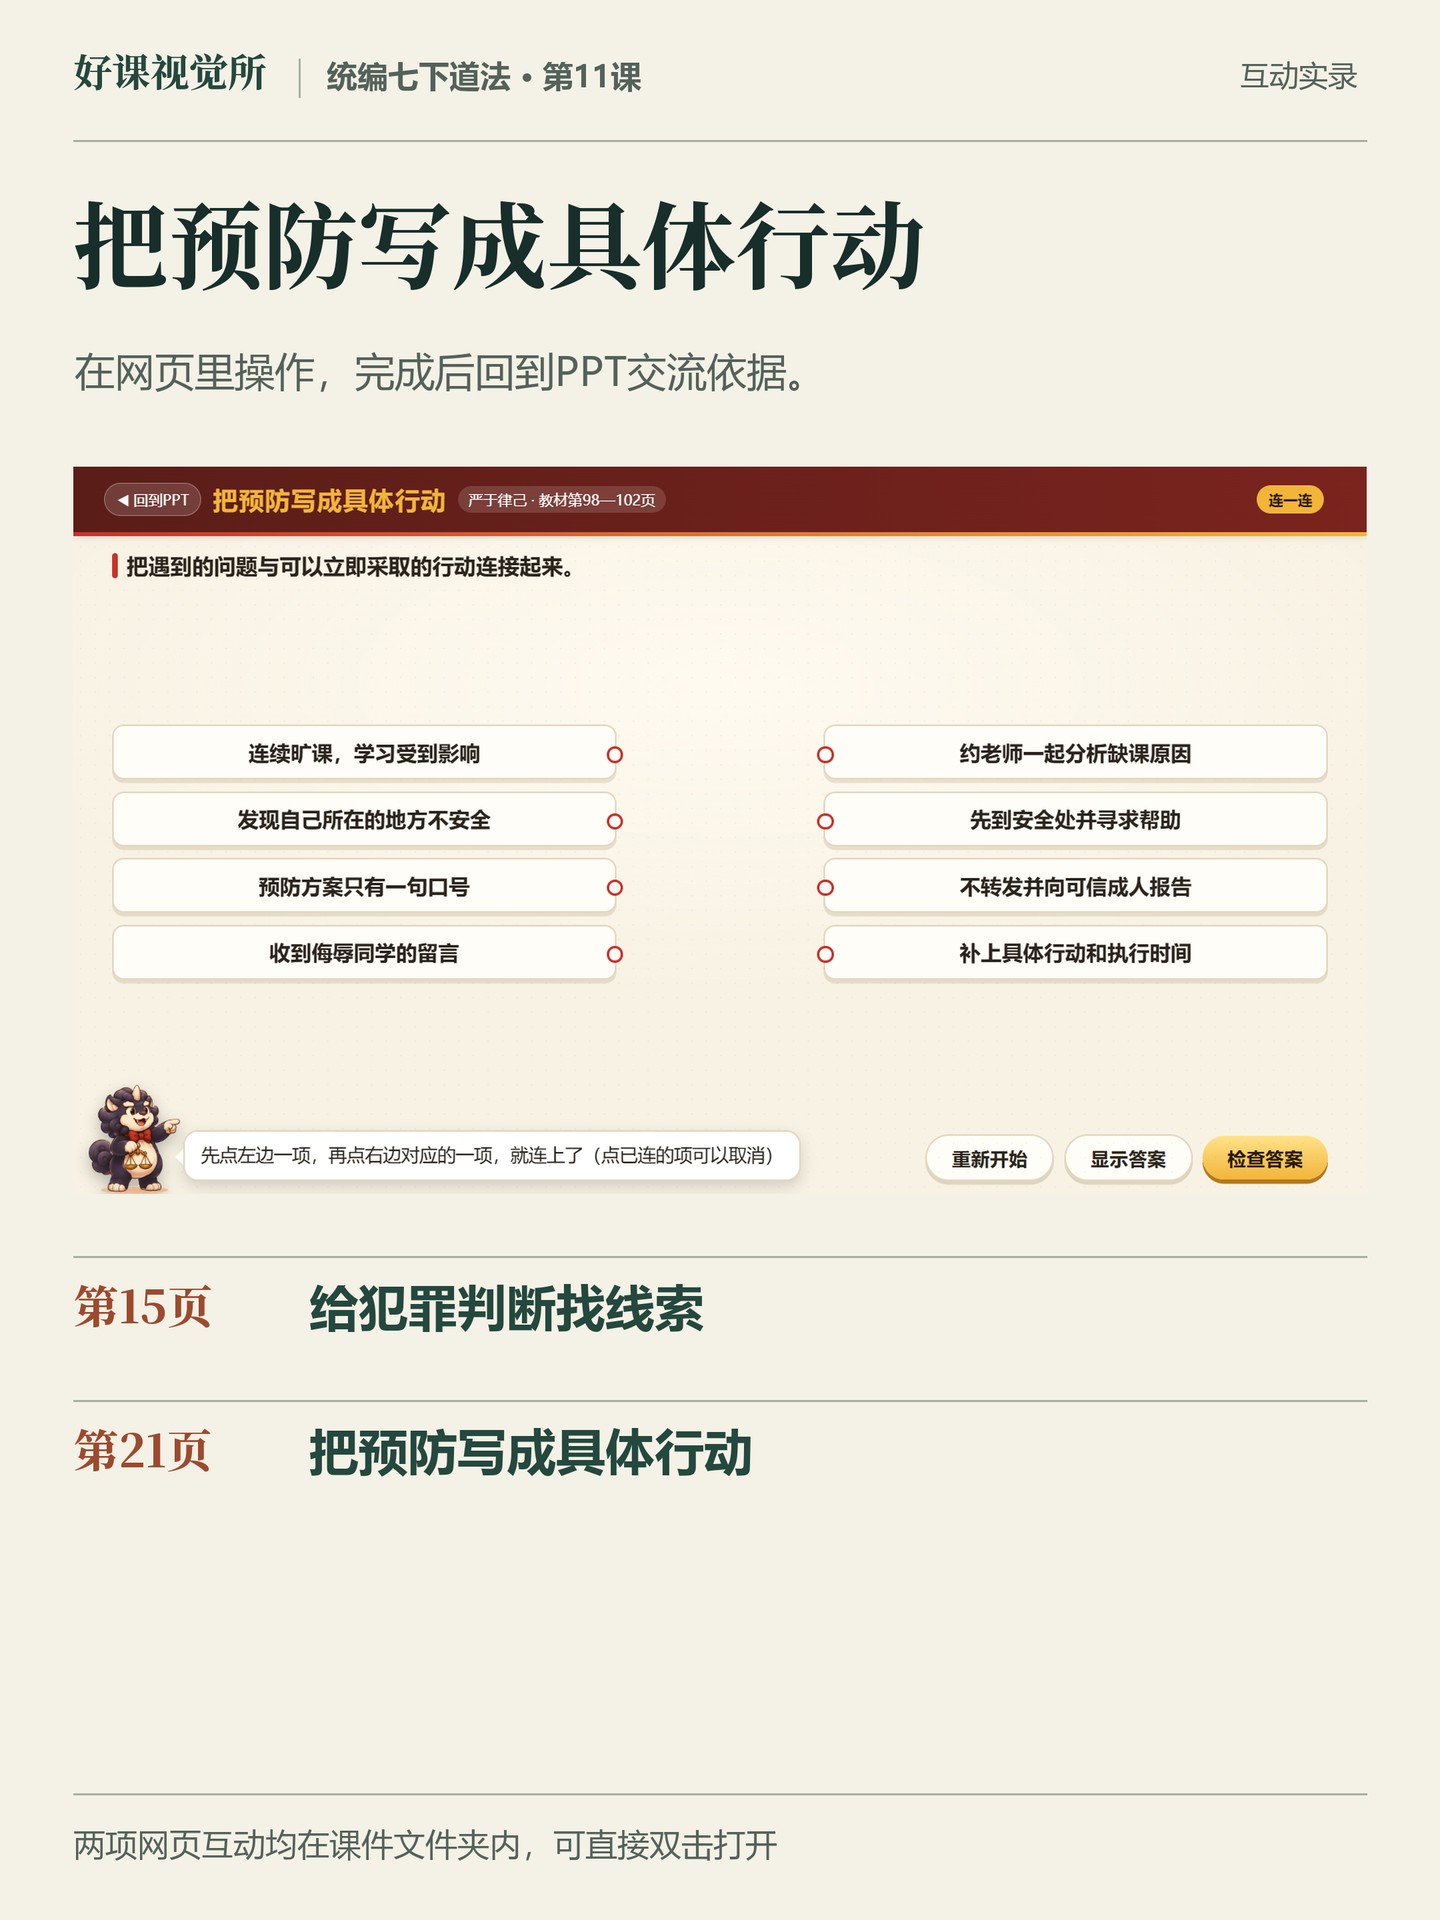 好课视觉所
统编七下道法·第11课
互动实录
把预防写成具体行动
在网页里操作，完成后回到PPT交流依据。
◀回到PPT
把预防写成具体行动
严于律己·教材第98—102页
连一连
把遇到的问题与可以立即采取的行动连接起来。
连续旷课，学习受到影响
约老师一起分析缺课原因
发现自己所在的地方不安全
先到安全处并寻求帮助
预防方案只有一句口号
不转发并向可信成人报告
收到侮辱同学的留言
补上具体行动和执行时间
先点左边一项，再点右边对应的一项，就连上了（点已连的项可以取消）
重新开始
显示答案
检查答案
第15页
给犯罪判断找线索
第21页
把预防写成具体行动
两项网页互动均在课件文件夹内，可直接双击打开